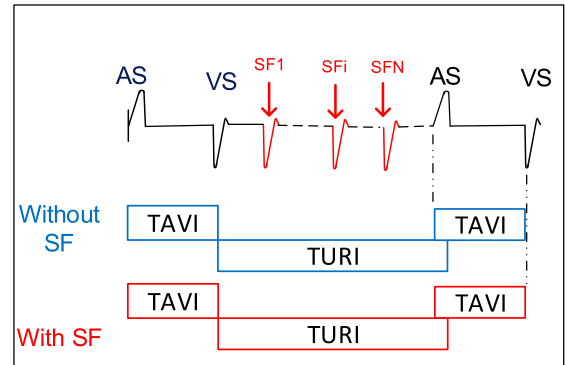 AS VS SF1 SFi SFN AS VS
Without
SF
TAVI TAVI
TURI
TAVI TAVI
With SF
TURI